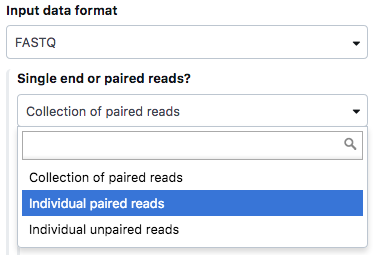 Input data format
FASTQ
Single end or paired reads?
Collection of paired reads
Collection of paired reads
Individual paired reads
Individual unpaired reads